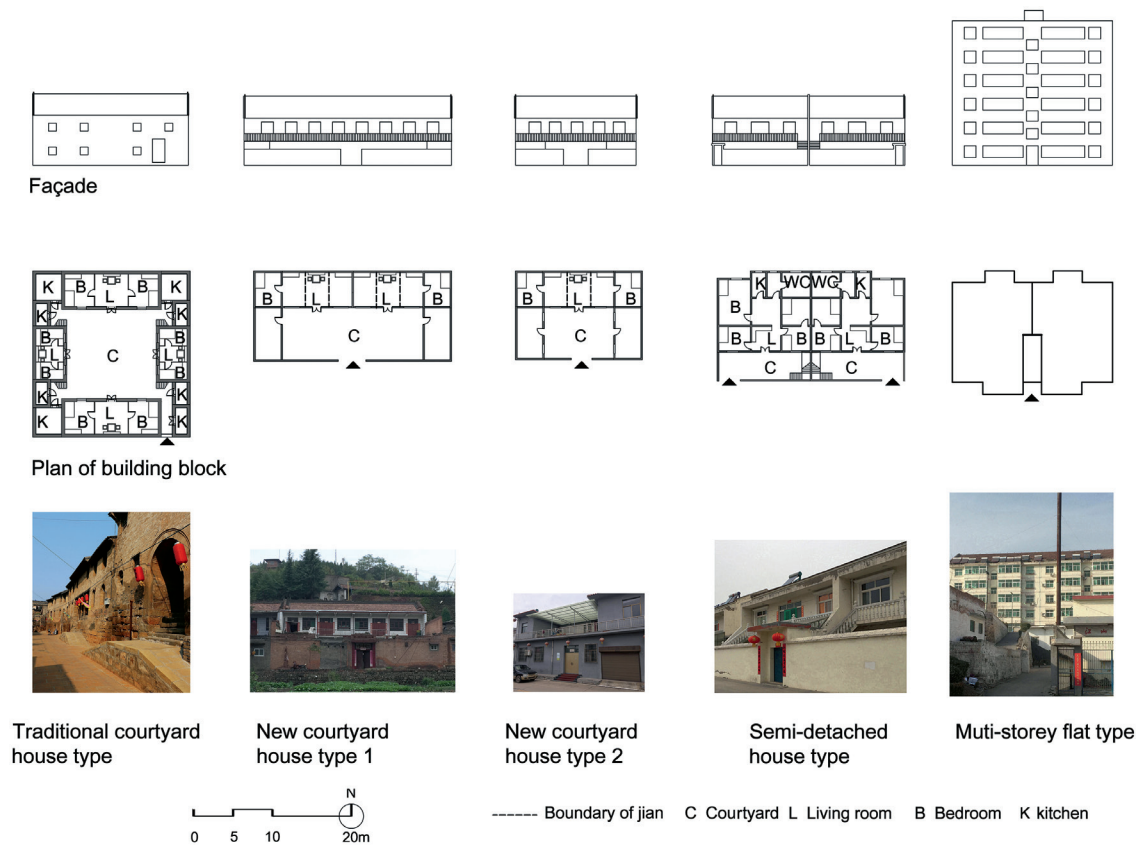 Façade
K B B K
L
K K
B B
L C L
B B
K K
K B L B K
Plan of building block
B L L B
C
B L B
C
K WC WC K
B
B L B B L B
C C
Traditional courtyard
house type
New courtyard
house type 1
New courtyard
house type 2
Semi-detached
house type
Muti-storey flat type
N
0 5 10 20m
Boundary of jian C Courtyard L Living room B Bedroom K kitchen